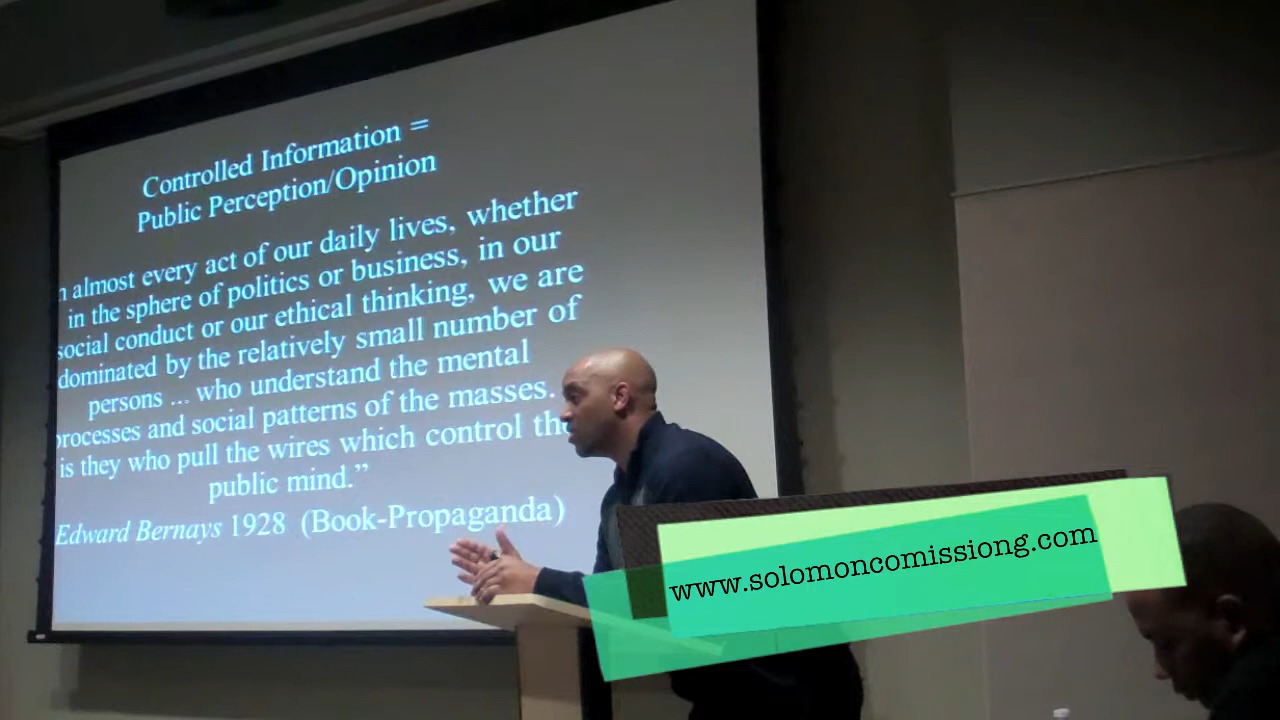 Controlled Information =
Public Perception/Opinion
n almost every act of our daily lives, whether
in the sphere of politics or business, in our
social conduct or our ethical thinking, we are
dominated by the relatively small number of
persons ... who understand the mental
processes and social patterns of the masses.
is they who pull the wires which control the
public mind.”
Edward Bernays 1928 (Book-Propaganda)
www.solomoncomissiong.com